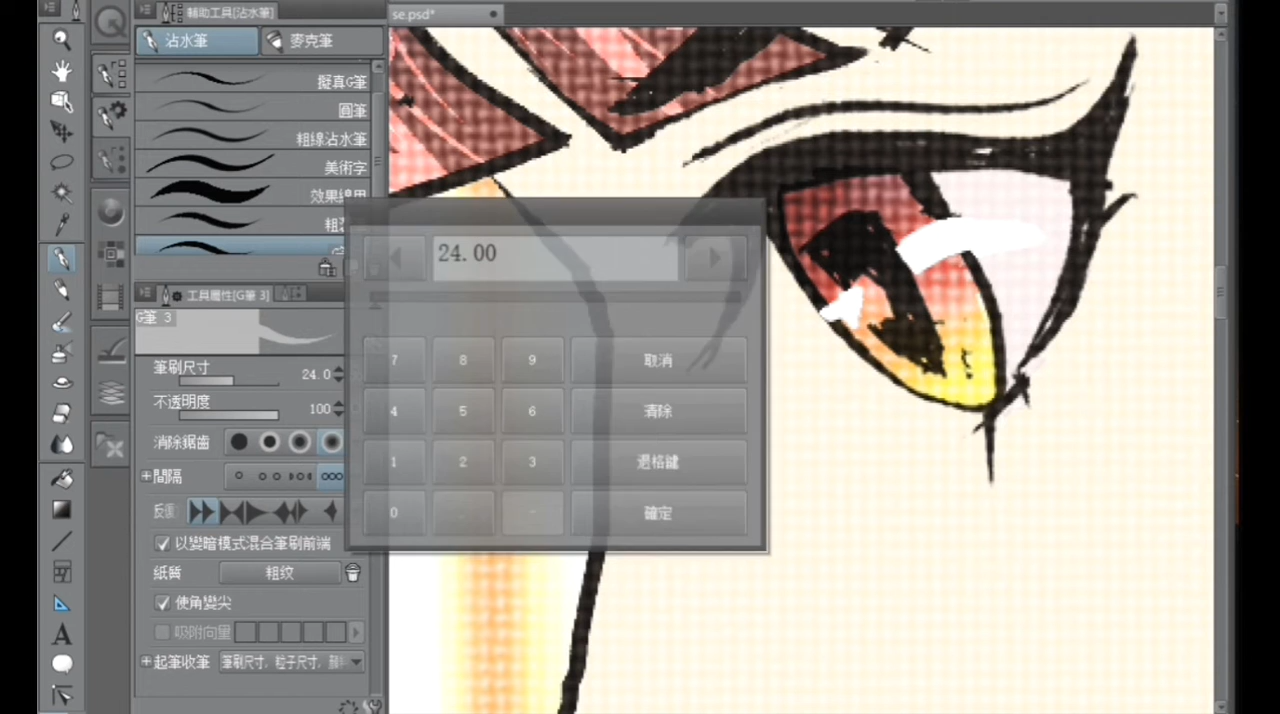 輔助工具[沾水筆]
se.psd*
沾水筆
麥克筆
擬真G筆
圓筆
粗線沾水筆
美術字
效果線用
24.00
工具屬性[G筆 3]
G筆 3
筆刷尺寸 24.0
不透明度 100
消除鋸齒
間隔
反
以變暗模式混合筆刷前端
紙質 粗纹
使角變尖
吸附向量
起筆收筆 筆刷尺寸, 粒子尺寸,
7 8 9 取消
4 5 6 清除
1 2 3 退格鍵
0 - 確定
A